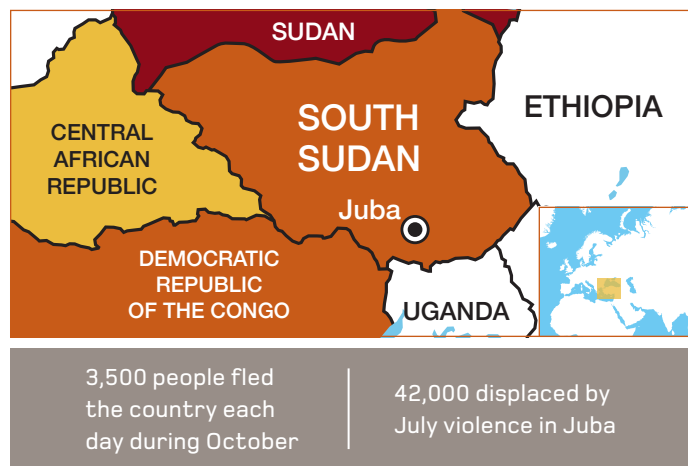 SUDAN
SOUTH
SUDAN
ETHIOPIA
CENTRAL
AFRICAN
REPUBLIC
Juba
DEMOCRATIC
REPUBLIC
OF THE CONGO
UGANDA
3,500 people fled
the country each
day during October
42,000 displaced by
July violence in Juba